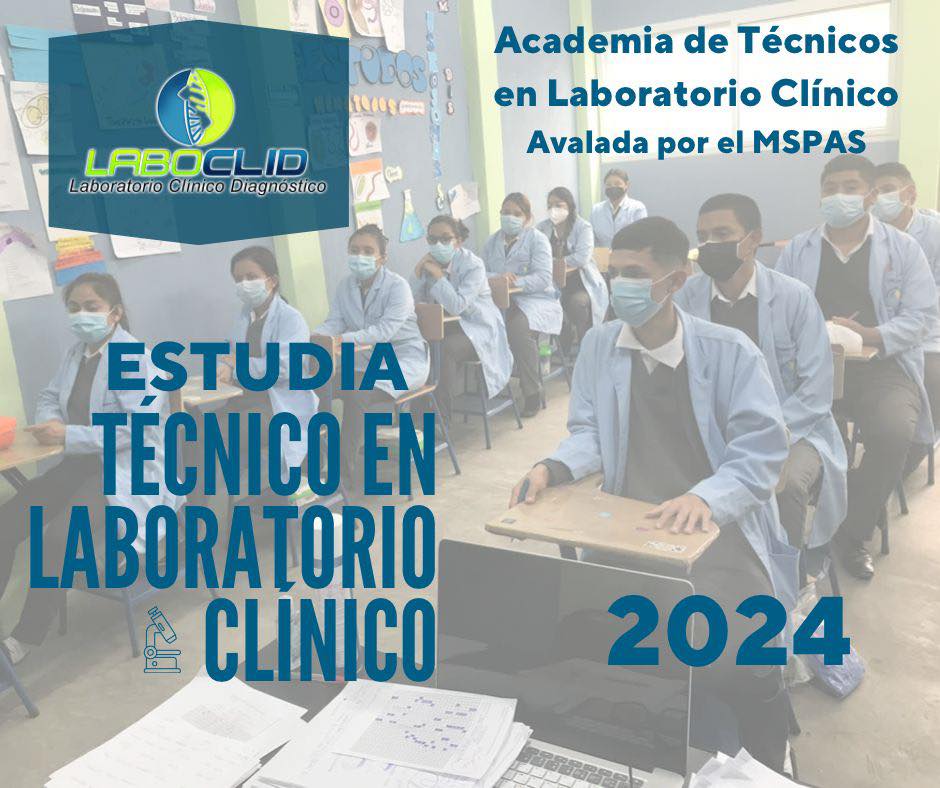 LABOCLID
Laboratorio Clínico Diagnóstico
Academia de Técnicos
en Laboratorio Clínico
Avalada por el MSPAS
ESTUDIA
TÉCNICO EN
LABORATORIO
CLÍNICO
2024